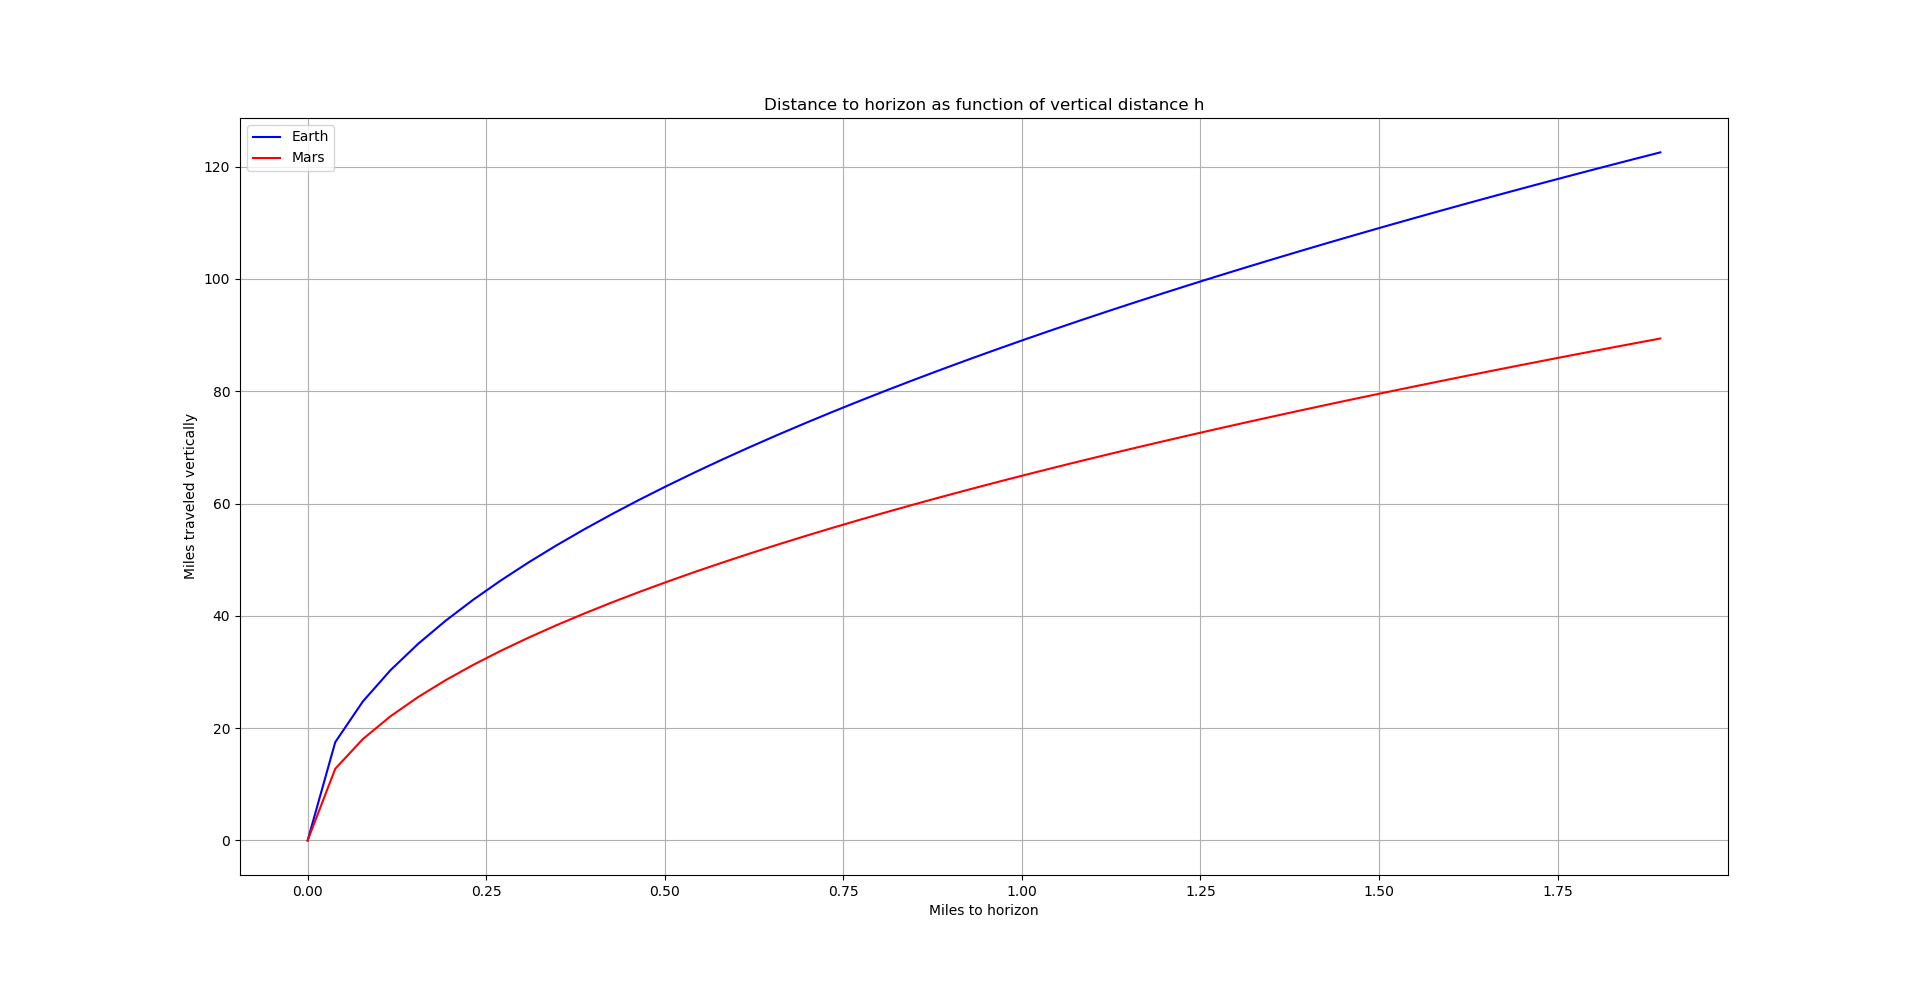 Distance to horizon as function of vertical distance h
Earth
Mars
120
100
80
60
40
20
0
Miles traveled vertically
0.00 0.25 0.50 0.75 1.00 1.25 1.50 1.75
Miles to horizon